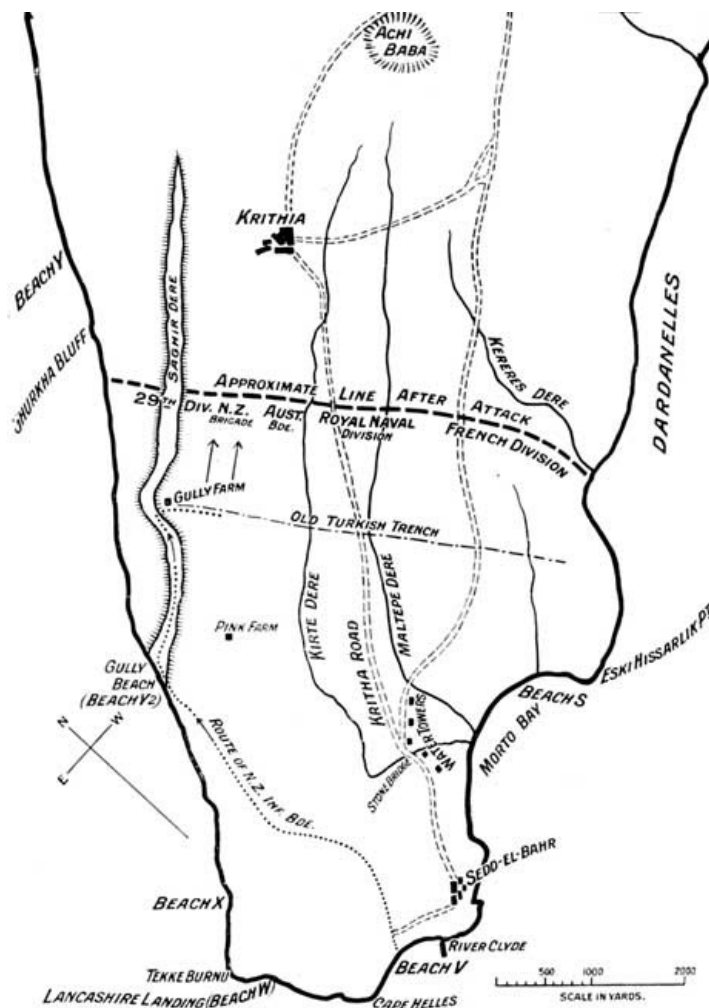 ACHI
BABA
KRITHIA
BEACH Y
GHURKHA BLUFF
SAGHIR DERE
DARDANELLES
KERERES DERE
APPROXIMATE LINE AFTER ATTACK
29TH DIV. N.Z.
BRIGADE
AUST.
BDE.
ROYAL NAVAL
DIVISION
FRENCH DIVISION
GULLY FARM
OLD TURKISH TRENCH
PINK FARM
KIRTE DERE
KRITHA ROAD
MALTEPE DERE
GULLY
BEACH
(BEACH Y2)
ESKI HISSARLIK PT
BEACH S
MORTO BAY
WATER TOWERS
STONE BRIDGE
N
W
E
ROUTE OF N.Z. INF. BDE.
SEDD-EL-BAHR
BEACH X
RIVER CLYDE
BEACH V
TEKKE BURNU
LANCASHIRE LANDING (BEACH W)
CAPE HELLES
500 1000 2000
SCALE IN YARDS.